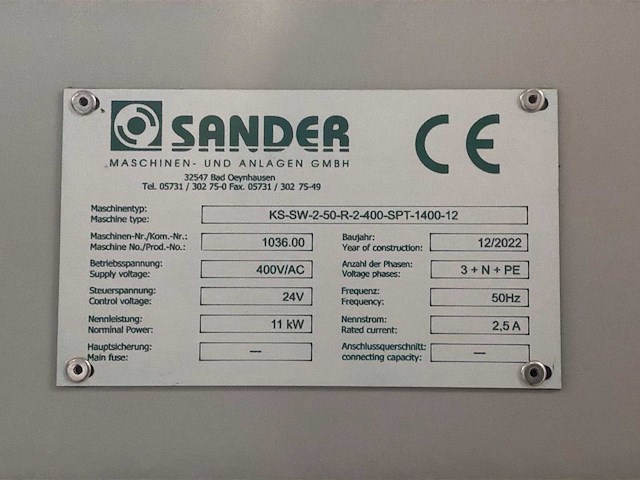 SANDER
MASCHINEN- UND ANLAGEN GMBH
32547 Bad Oeynhausen
Tel. 05731 / 302 75-0 Fax. 05731 / 302 75-49
CE
Maschinentyp:
Machine type:
KS-SW-2-50-R-2-400-SPT-1400-12
Maschinen-Nr./Kom.-Nr.:
Machine No./Prod.-No.:
1036.00
Baujahr:
Year of construction:
12/2022
Betriebsspannung:
Supply voltage:
400V/AC
Anzahl der Phasen:
Voltage phases:
3 + N + PE
Steuerspannung:
Control voltage:
24V
Frequenz:
Frequency:
50Hz
Nennleistung:
Norminal Power:
11 kW
Nennstrom:
Rated current:
2,5 A
Hauptsicherung:
Main fuse:
---
Anschlussquerschnitt:
connecting capacity:
---